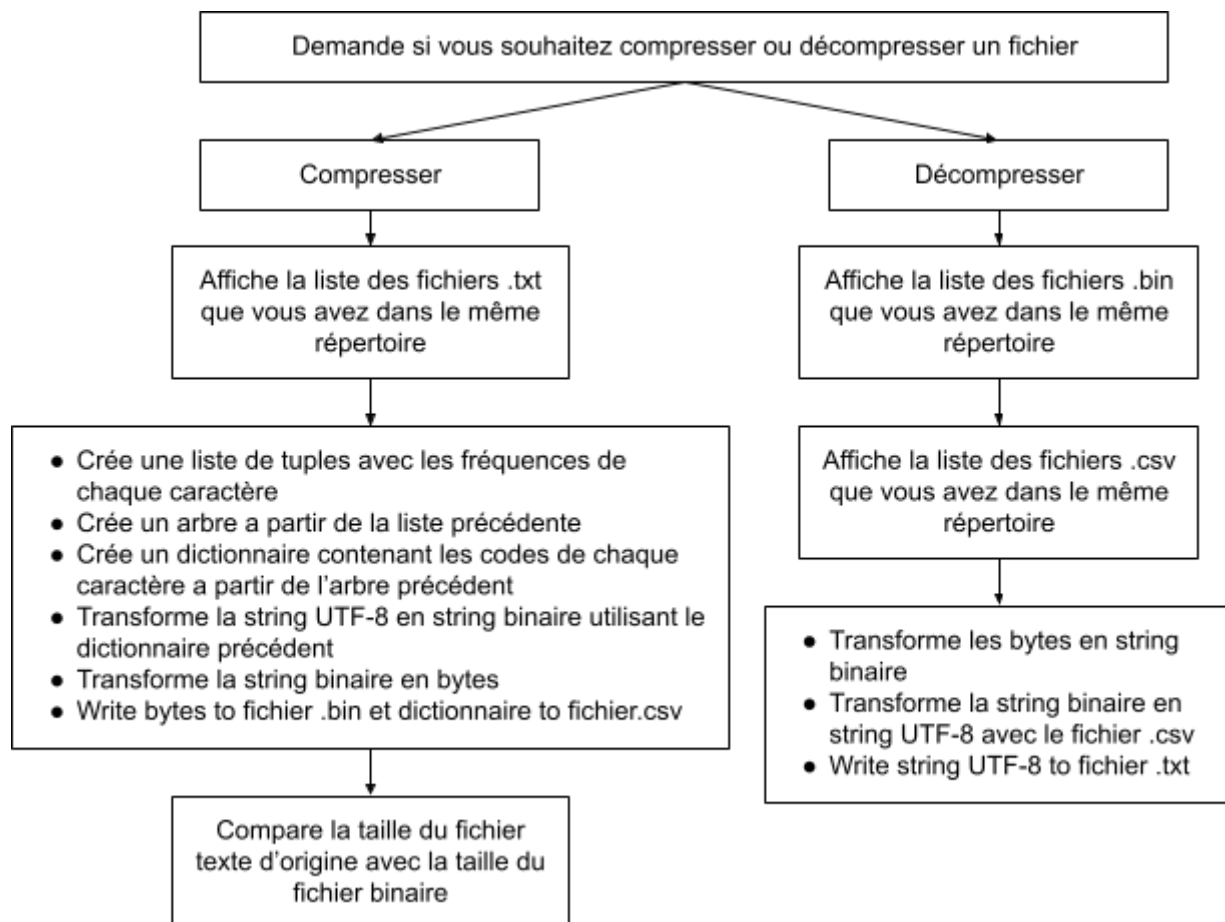 Demande si vous souhaitez compresser ou décompresser un fichier
Compresser
Décompresser
Affiche la liste des fichiers .txt
que vous avez dans le même
répertoire
Affiche la liste des fichiers .bin
que vous avez dans le même
répertoire
● Crée une liste de tuples avec les fréquences de
chaque caractère
● Crée un arbre a partir de la liste précédente
● Crée un dictionnaire contenant les codes de chaque
caractère a partir de l'arbre précédent
● Transforme la string UTF-8 en string binaire utilisant le
dictionnaire précédent
● Transforme la string binaire en bytes
● Write bytes to fichier .bin et dictionnaire to fichier.csv
Affiche la liste des fichiers .csv
que vous avez dans le même
répertoire
● Transforme les bytes en string
binaire
● Transforme la string binaire en
string UTF-8 avec le fichier .csv
● Write string UTF-8 to fichier .txt
Compare la taille du fichier
texte d'origine avec la taille du
fichier binaire